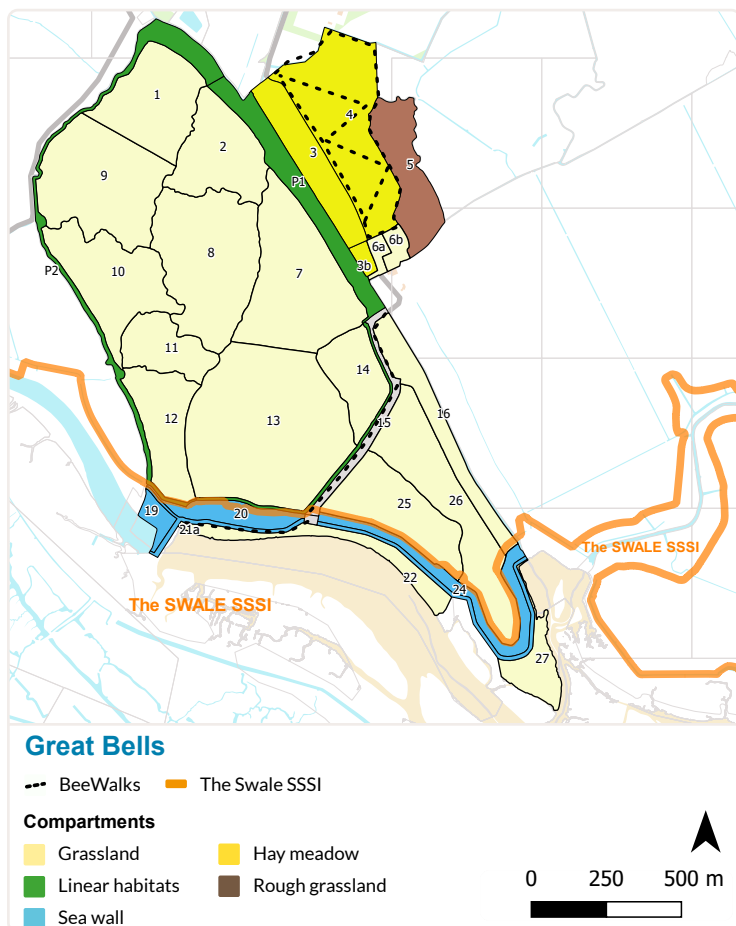 1
2
4
3
5
9
P1
6a
6b
8
3b
P2
10
7
11
14
16
12
13
15
25
26
19
20
21a
The SWALE SSSI
22
24
The SWALE SSSI
27
Great Bells
BeeWalks
The Swale SSSI
Compartments
Grassland
Hay meadow
Linear habitats
Rough grassland
Sea wall
0 250 500 m